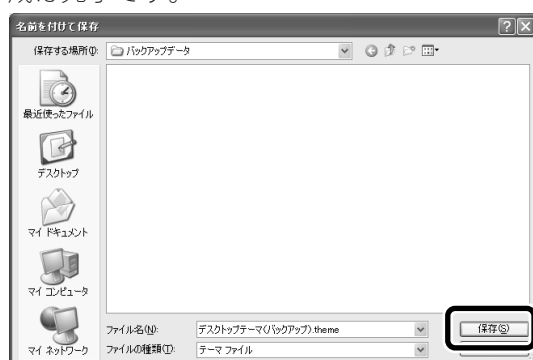 名前を付けて保存
保存する場所(I): バックアップデータ
最近使ったファイル
デスクトップ
マイ ドキュメント
マイ コンピュータ
マイ ネットワーク
ファイル名(N): デスクトップテーマ(バックアップ).theme 保存(S)
ファイルの種類(T): テーマ ファイル